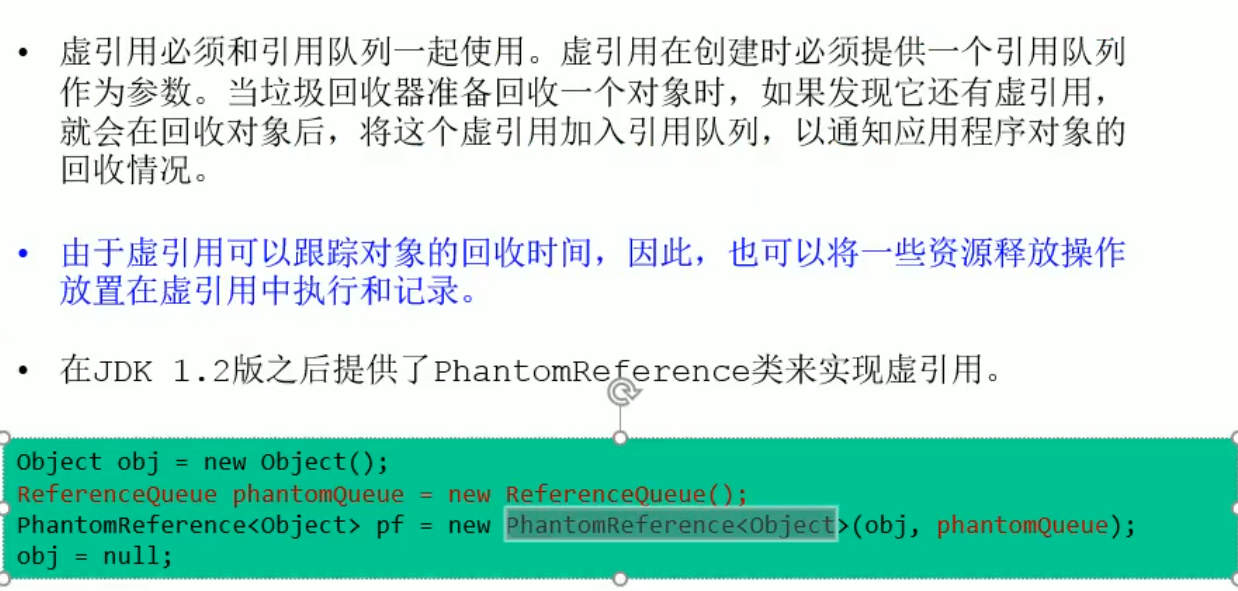 • 虚引用必须和引用队列一起使用。虚引用在创建时必须提供一个引用队列
作为参数。当垃圾回收器准备回收一个对象时，如果发现它还有虚引用，
就会在回收对象后，将这个虚引用加入引用队列，以通知应用程序对象的
回收情况。
• 由于虚引用可以跟踪对象的回收时间，因此，也可以将一些资源释放操作
放置在虚引用中执行和记录。
• 在JDK 1.2版之后提供了PhantomReference类来实现虚引用。
Object obj = new Object();
ReferenceQueue phantomQueue = new ReferenceQueue();
PhantomReference<Object> pf = new PhantomReference<Object>(obj, phantomQueue);
obj = null;